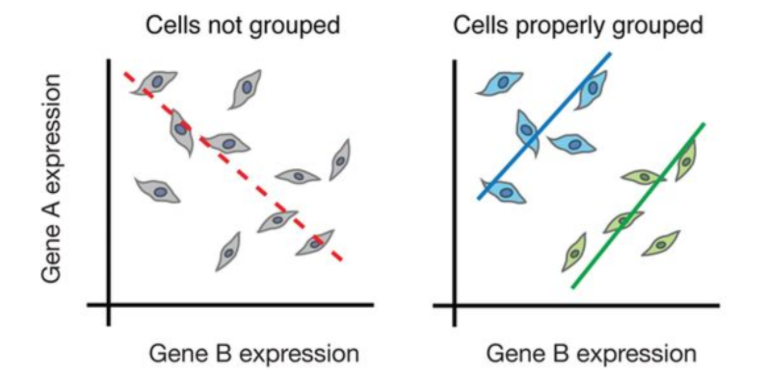 Cells not grouped
Cells properly grouped
Gene A expression
Gene B expression
Gene B expression